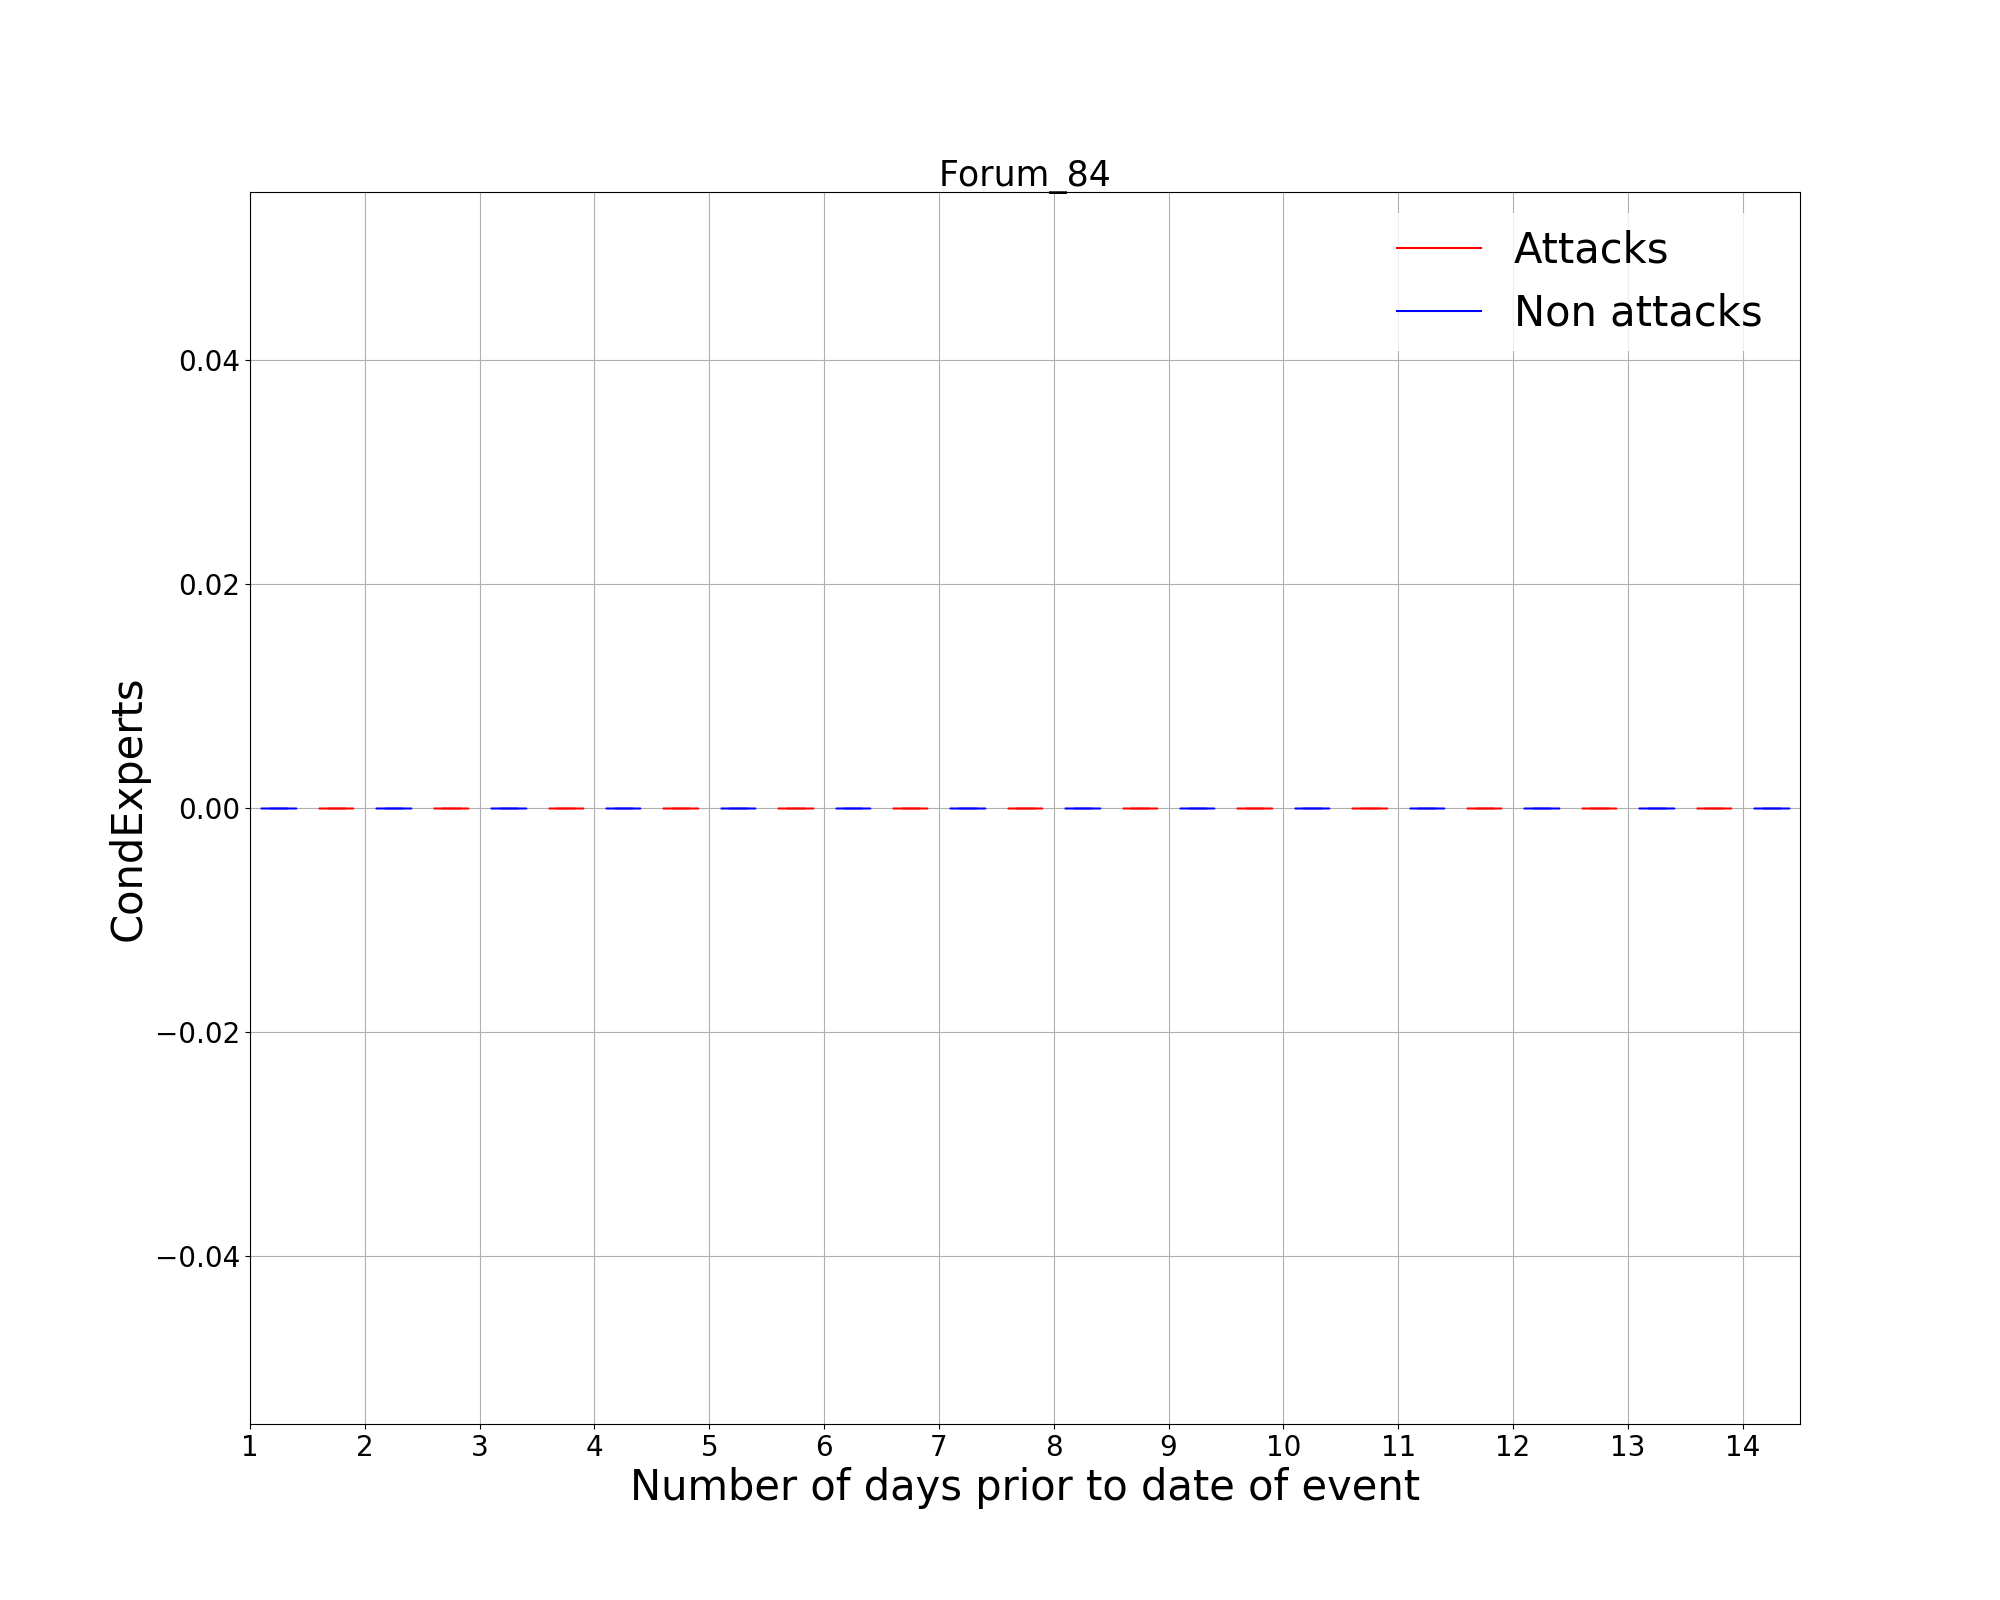 Forum_84
Attacks
Non attacks
CondExperts
0.04
0.02
0.00
−0.02
−0.04
1 2 3 4 5 6 7 8 9 10 11 12 13 14
Number of days prior to date of event